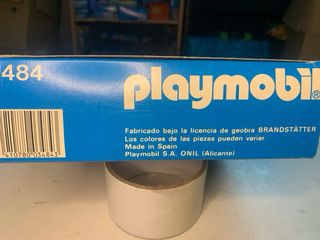 484
playmobil®
Fabricado bajo la licencia de geobra BRANDSTÄTTER
Los colores de las piezas pueden variar
Made in Spain
Playmobil S.A. ONIL (Alicante)